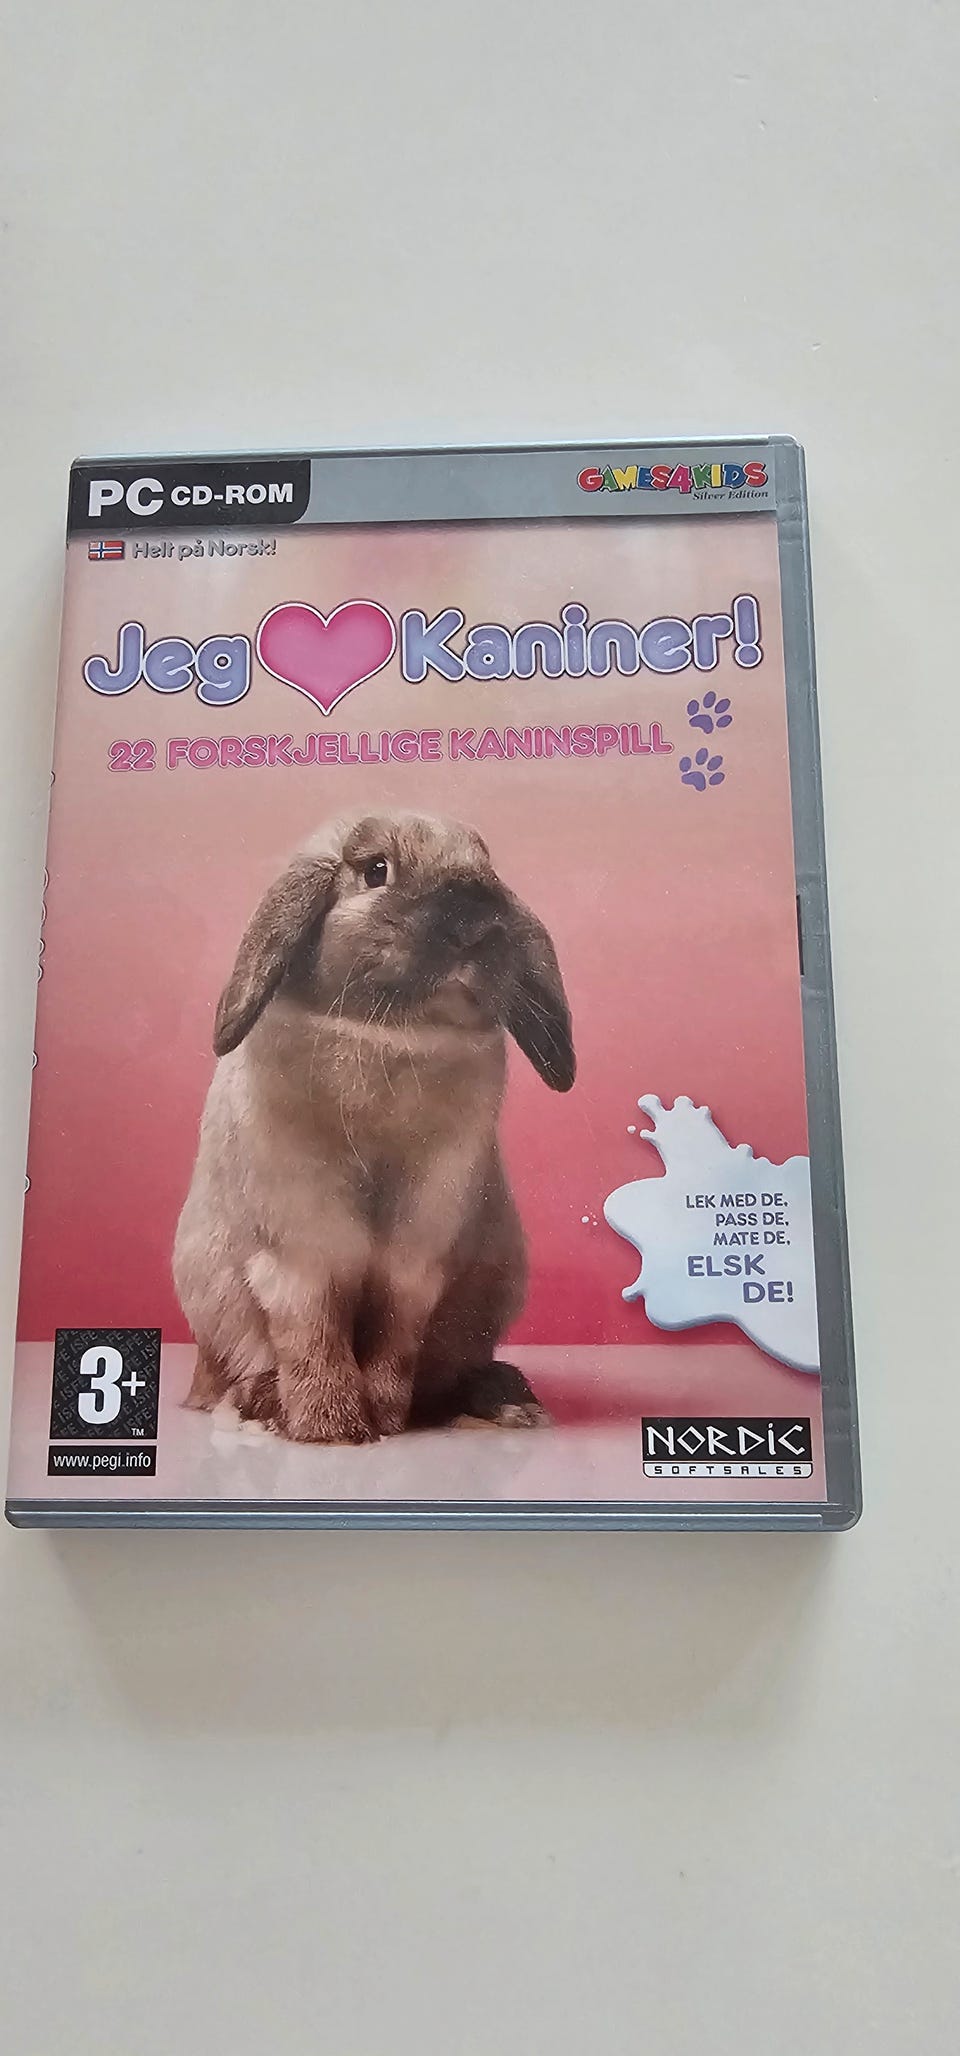 PC CD-ROM
GAMES4KIDS
Silver Edition
Helt på Norsk!
Jeg ♥ Kaniner!
22 FORSKJELLIGE KANINSPILL
LEK MED DE,
PASS DE,
MATE DE,
ELSK
DE!
3+
TM
www.pegi.info
NORDIC
SOFTSALES